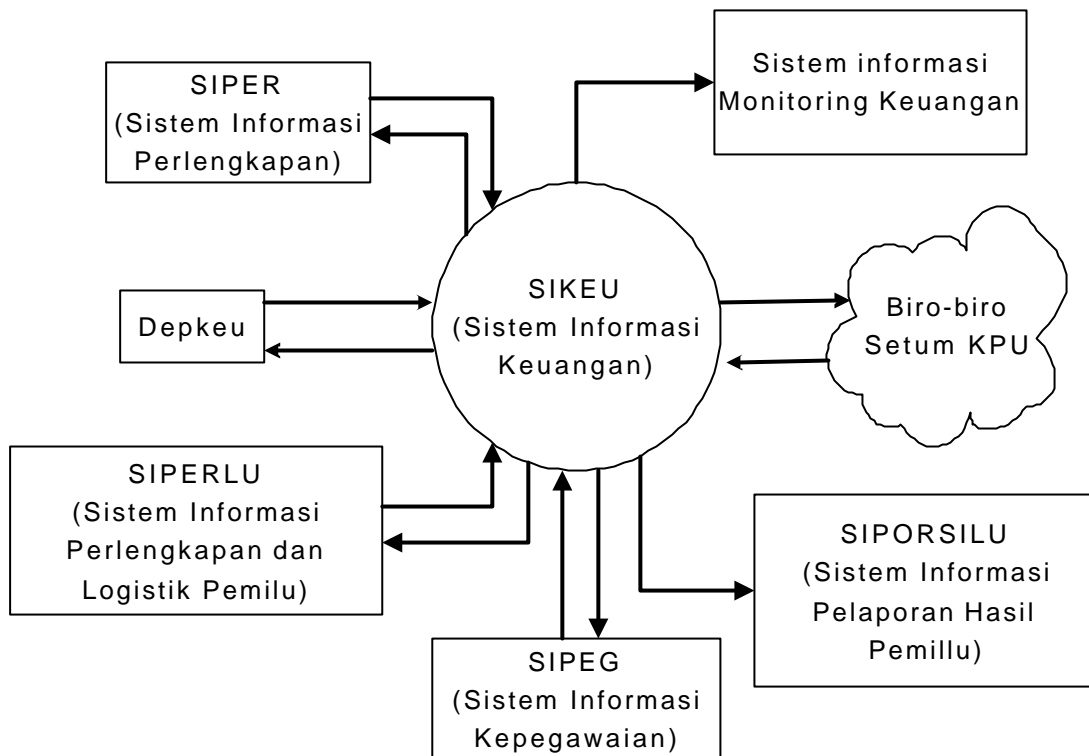 SIPER
(Sistem Informasi
Perlengkapan)
Sistem informasi
Monitoring Keuangan
Depkeu
SIKEU
(Sistem Informasi
Keuangan)
Biro-biro
Setum KPU
SIPERLU
(Sistem Informasi
Perlengkapan dan
Logistik Pemilu)
SIPEG
(Sistem Informasi
Kepegawaian)
SIPORSILU
(Sistem Informasi
Pelaporan Hasil
Pemillu)